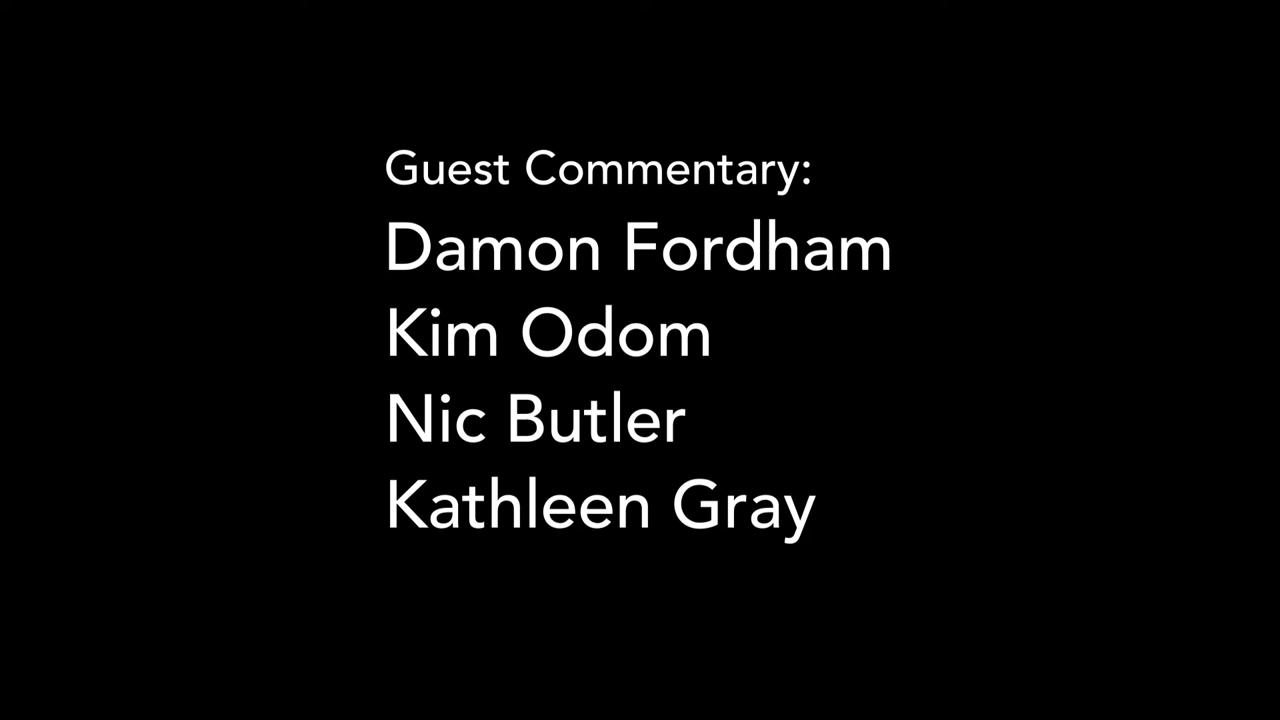 Guest Commentary:
Damon Fordham
Kim Odom
Nic Butler
Kathleen Gray